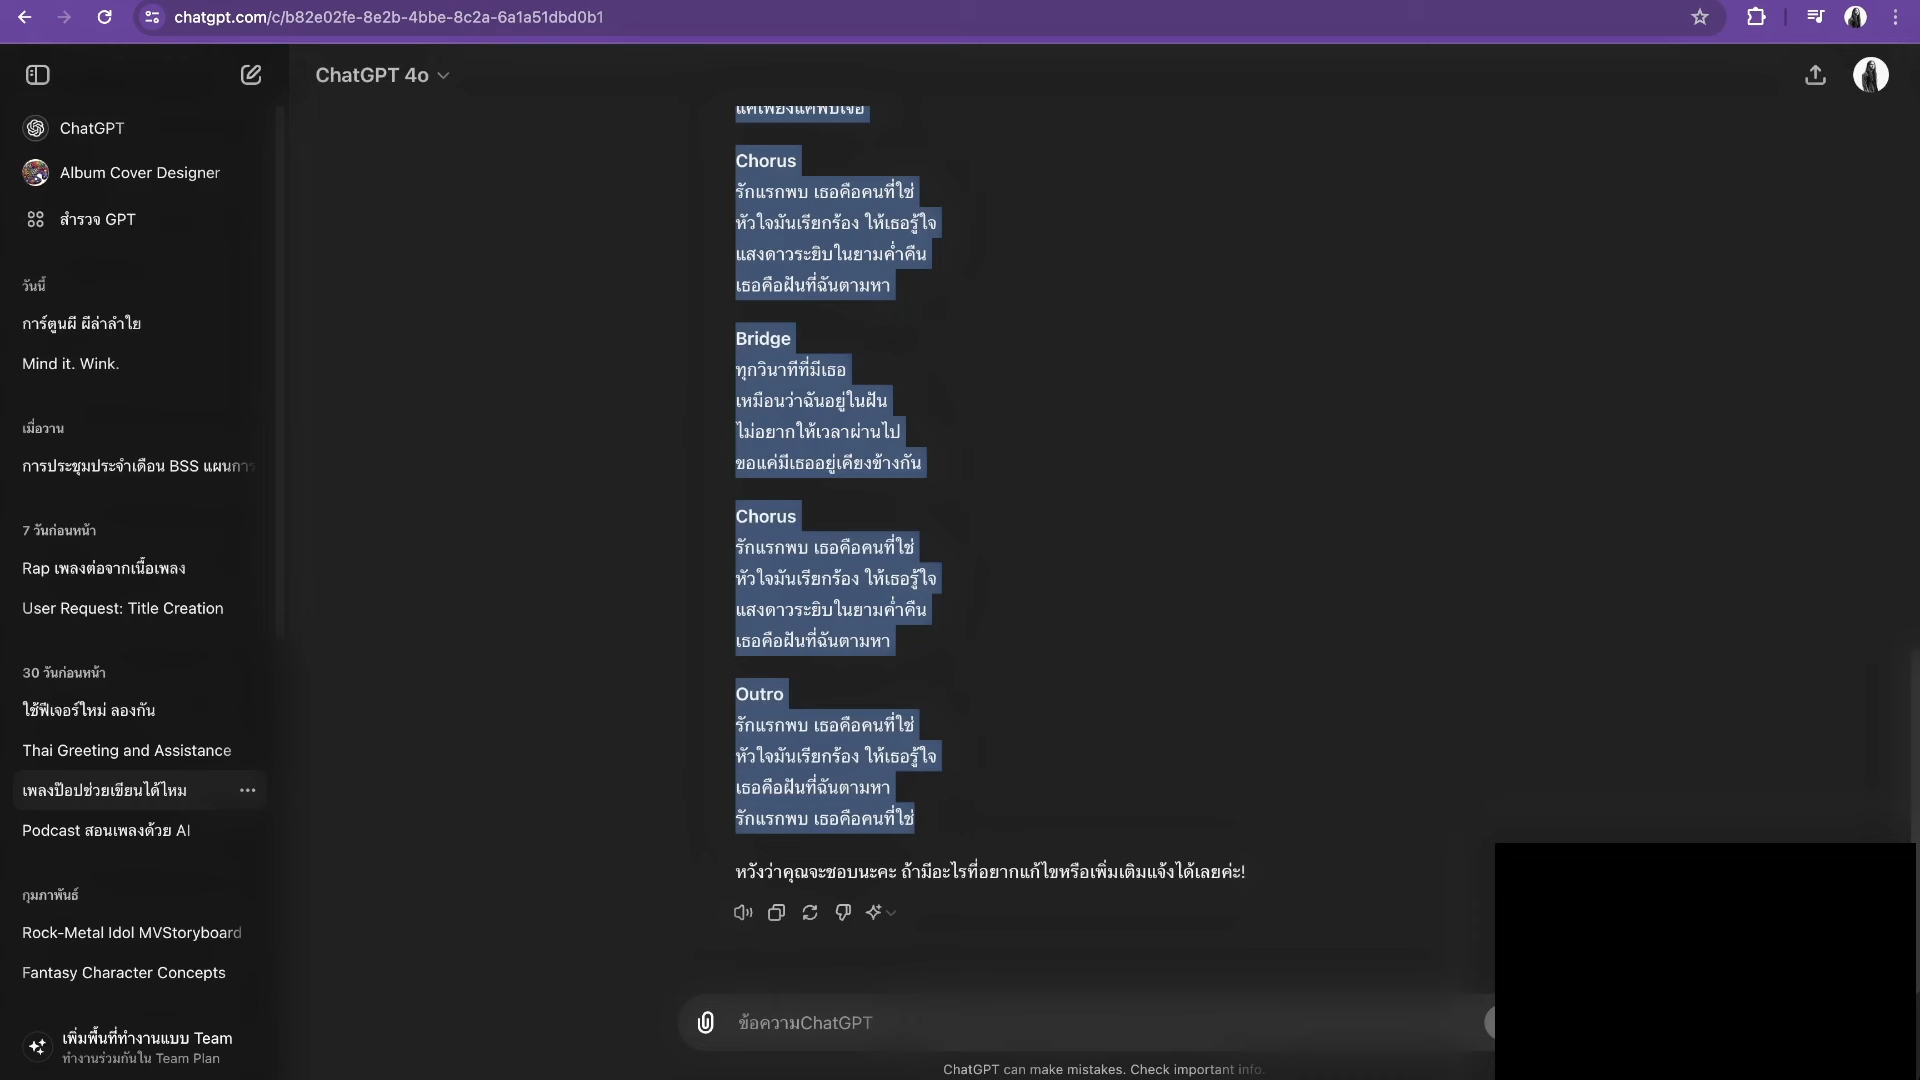 chatgpt.com/c/b82e02fe-8e2b-4bbe-8c2a-6a1a51dbd0b1
ChatGPT 4o
ChatGPT
Album Cover Designer
สำรวจ GPT
วันนี้
การ์ตูนผี ผีล่าลำไย
Mind it. Wink.
เมื่อวาน
การประชุมประจำเดือน BSS แผนการ
7 วันก่อนหน้า
Rap เพลงต่อจากเนื้อเพลง
User Request: Title Creation
30 วันก่อนหน้า
ใช้ฟีเจอร์ใหม่ ลองกัน
Thai Greeting and Assistance
เพลงป๊อปช่วยเขียนได้ไหม
Podcast สอนเพลงด้วย AI
กุมภาพันธ์
Rock-Metal Idol MVStoryboard
Fantasy Character Concepts
เพิ่มพื้นที่ทำงานแบบ Team
ทำงานร่วมกันใน Team Plan
แค่เพียงแค่พบเจอ
Chorus
รักแรกพบ เธอคือคนที่ใช่
หัวใจมันเรียกร้อง ให้เธอรู้ใจ
แสงดาวระยิบในยามค่ำคืน
เธอคือฝันที่ฉันตามหา
Bridge
ทุกวินาทีที่มีเธอ
เหมือนว่าฉันอยู่ในฝัน
ไม่อยากให้เวลาผ่านไป
ขอแค่มีเธออยู่เคียงข้างกัน
Chorus
รักแรกพบ เธอคือคนที่ใช่
หัวใจมันเรียกร้อง ให้เธอรู้ใจ
แสงดาวระยิบในยามค่ำคืน
เธอคือฝันที่ฉันตามหา
Outro
รักแรกพบ เธอคือคนที่ใช่
หัวใจมันเรียกร้อง ให้เธอรู้ใจ
เธอคือฝันที่ฉันตามหา
รักแรกพบ เธอคือคนที่ใช่
หวังว่าคุณจะชอบนะคะ ถ้ามีอะไรที่อยากแก้ไขหรือเพิ่มเติมแจ้งได้เลยค่ะ!
ข้อความChatGPT
ChatGPT can make mistakes. Check important info.